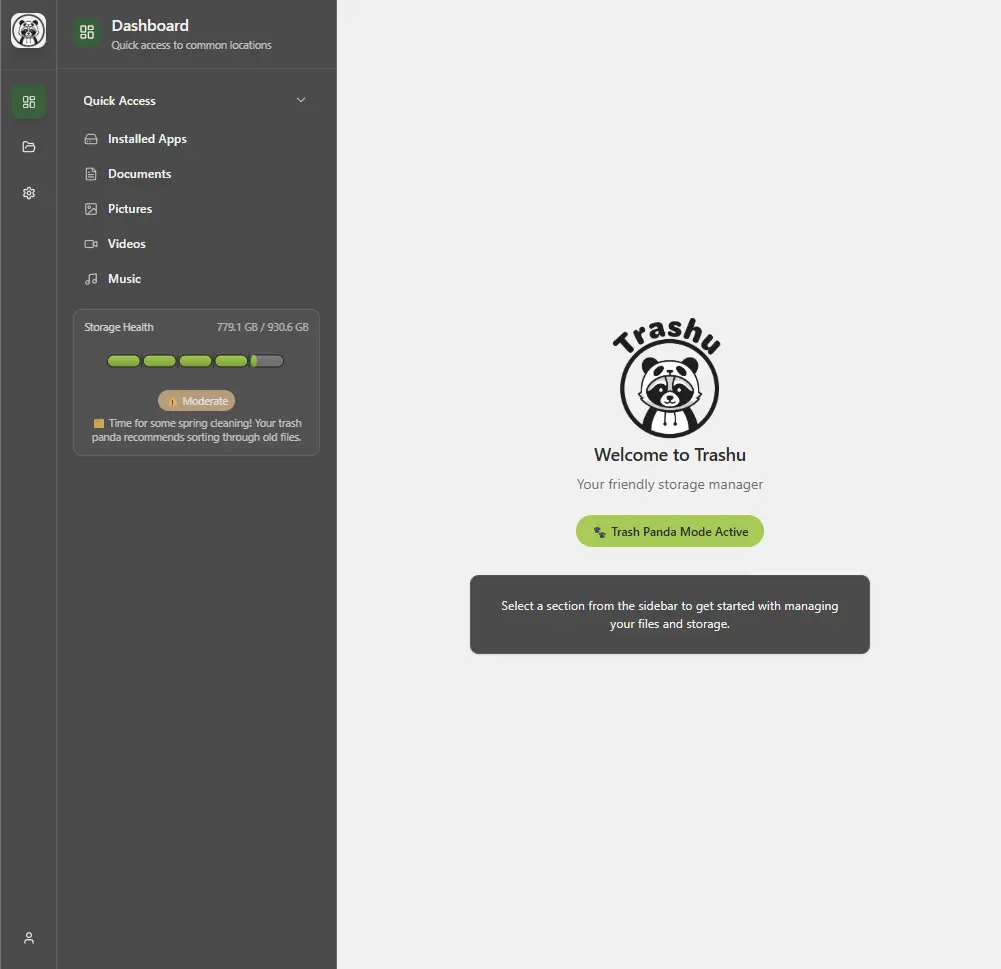 Dashboard
Quick access to common locations
Quick Access
Installed Apps
Documents
Pictures
Videos
Music
Storage Health 779.1 GB / 930.6 GB
Moderate
Time for some spring cleaning! Your trash
panda recommends sorting through old files.
Trashu
Welcome to Trashu
Your friendly storage manager
Trash Panda Mode Active
Select a section from the sidebar to get started with managing
your files and storage.